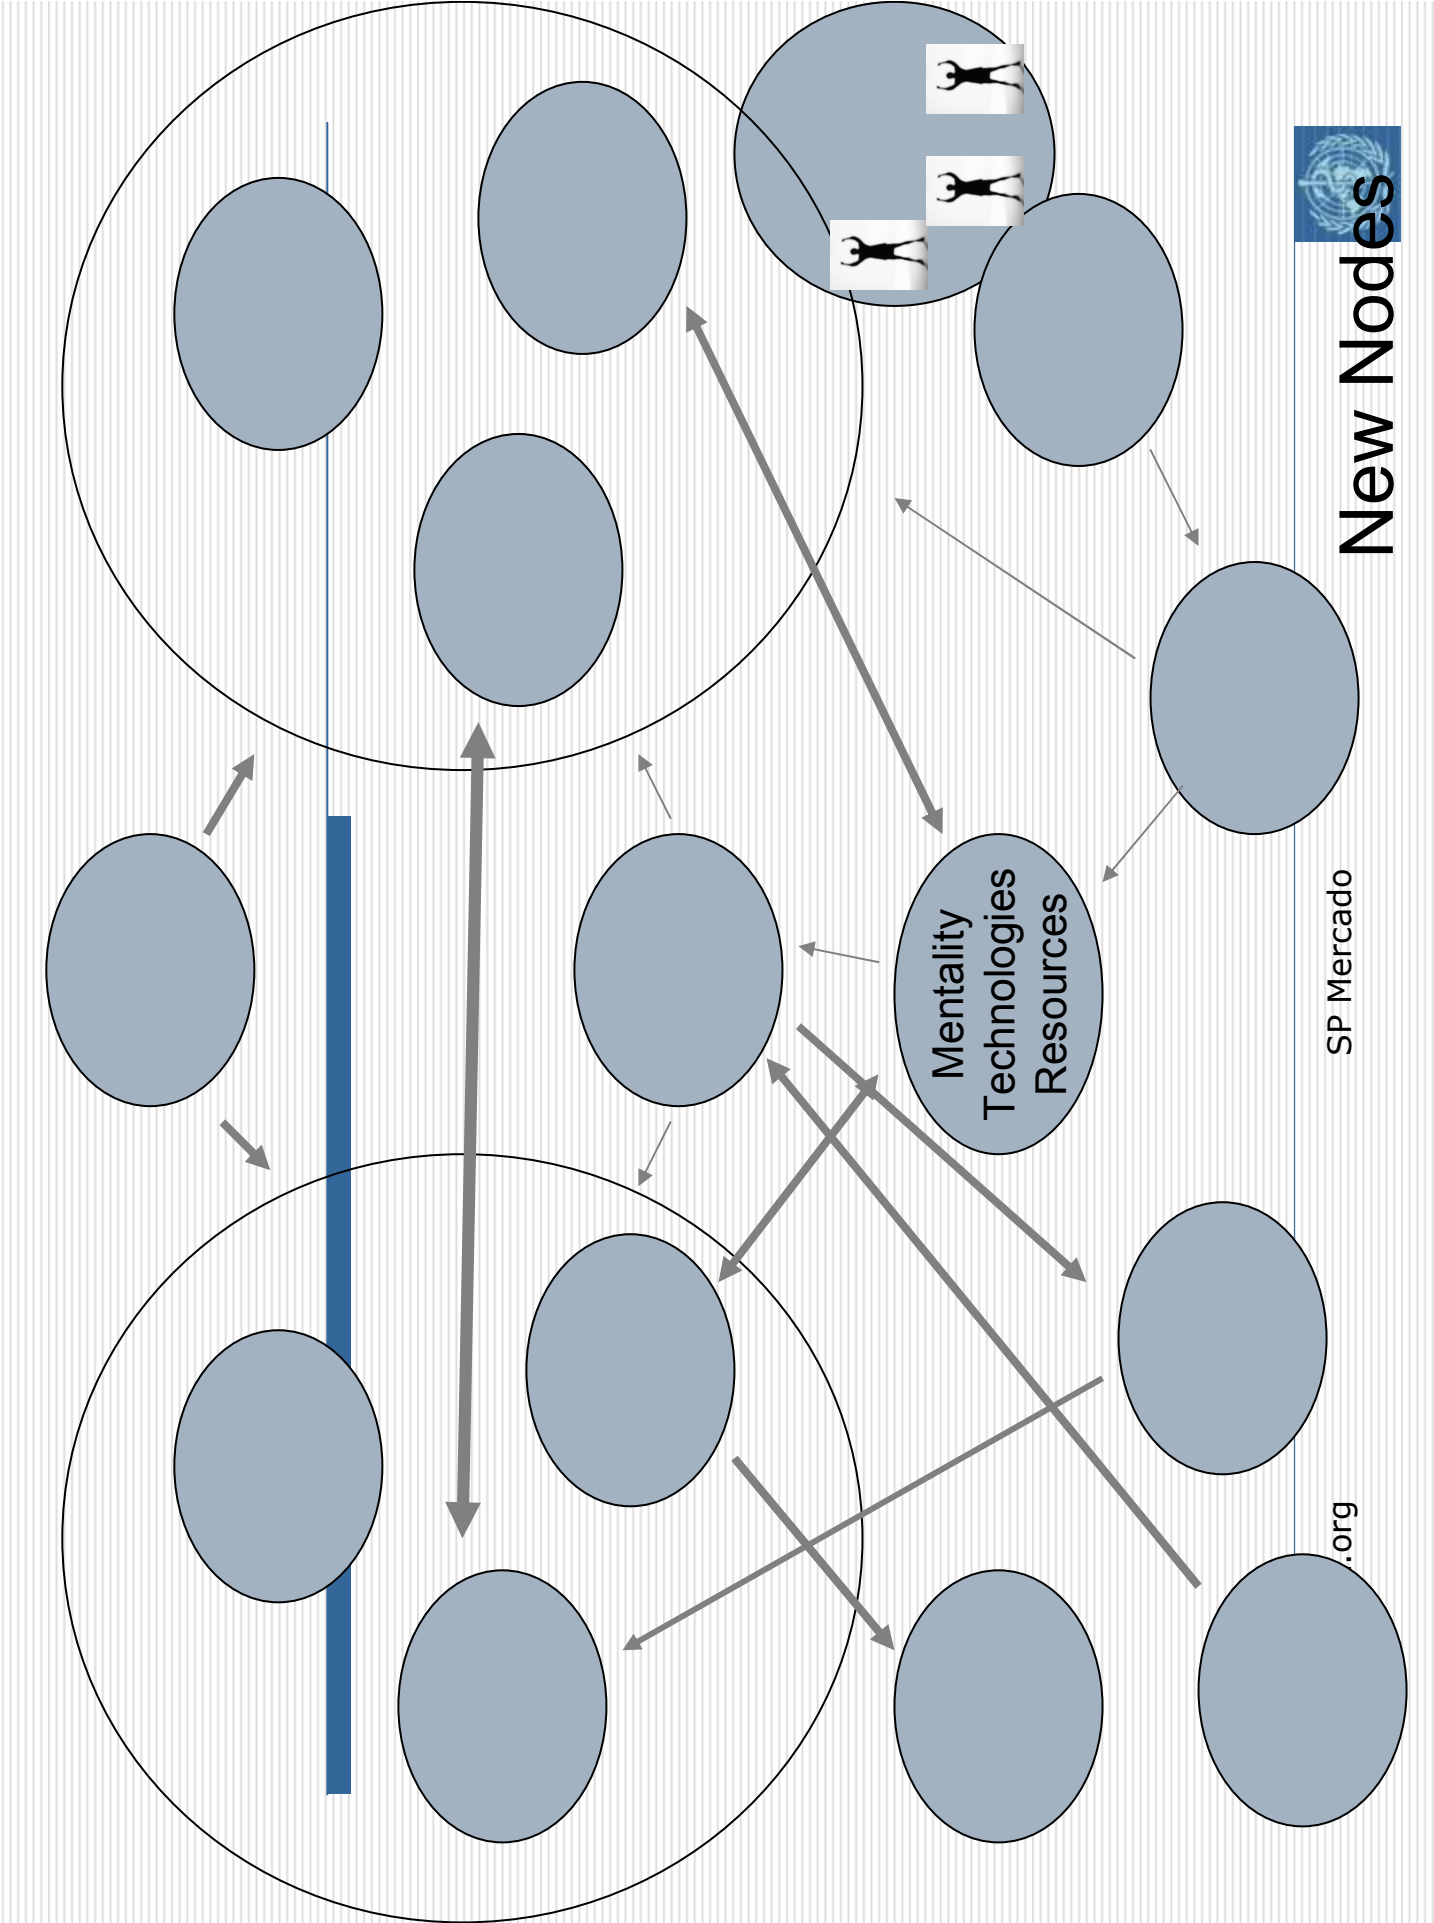 Mentality
Technologies
Resources
New Nodes
SP Mercado
.org